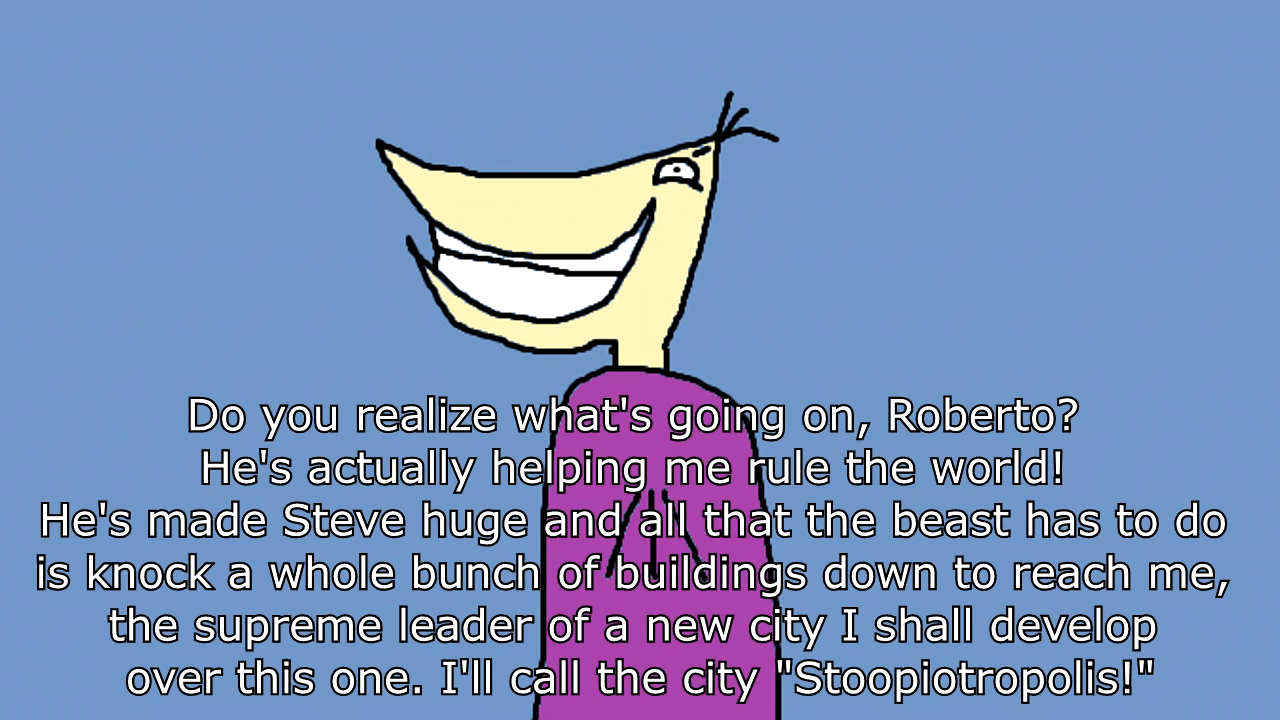 Do you realize what's going on, Roberto?
He's actually helping me rule the world!
He's made Steve huge and all that the beast has to do
is knock a whole bunch of buildings down to reach me,
the supreme leader of a new city I shall develop
over this one. I'll call the city "Stoopiotropolis!"